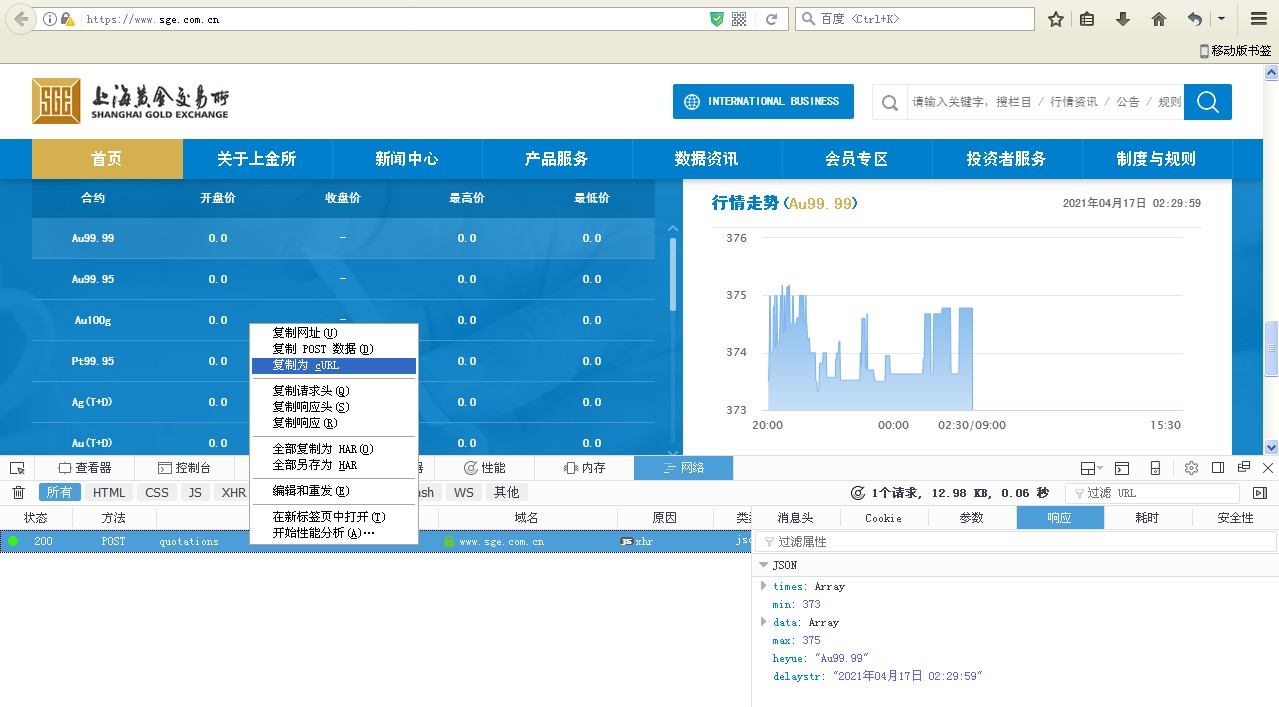 https://www.sge.com.cn
百度 <Ctrl+K>
移动版书签
SGE
上海黄金交易所
SHANGHAI GOLD EXCHANGE
INTERNATIONAL BUSINESS
请输入关键字，搜栏目 / 行情资讯 / 公告 / 规则
首页 关于上金所 新闻中心 产品服务 数据资讯 会员专区 投资者服务 制度与规则
合约 开盘价 收盘价 最高价 最低价
Au99.99 0.0 - 0.0 0.0
Au99.95 0.0 - 0.0 0.0
Au100g 0.0 - 0.0 0.0
Pt99.95 0.0 0.0
Ag(T+D) 0.0 0.0
Au(T+D) 0.0 0.0
行情走势(Au99.99)
2021年04月17日 02:29:59
376
375
374
373
20:00 00:00 02:30/09:00 15:30
复制网址(U)
复制 POST 数据(D)
复制为 cURL
复制请求头(Q)
复制响应头(S)
复制响应(R)
全部复制为 HAR(O)
全部另存为 HAR
编辑和重发(E)
在新标签页中打开(T)
开始性能分析(A)…
查看器 控制台 器 性能 内存 网络
所有 HTML CSS JS XHR sh WS 其他
1个请求, 12.98 KB, 0.06 秒
过滤 URL
状态 方法 域名 原因 类
200 POST quotations www.sge.com.cn JS xhr jso
消息头 Cookie 参数 响应 耗时 安全性
过滤属性
JSON
times: Array
min: 373
data: Array
max: 375
heyue: "Au99.99"
delaystr: "2021年04月17日 02:29:59"